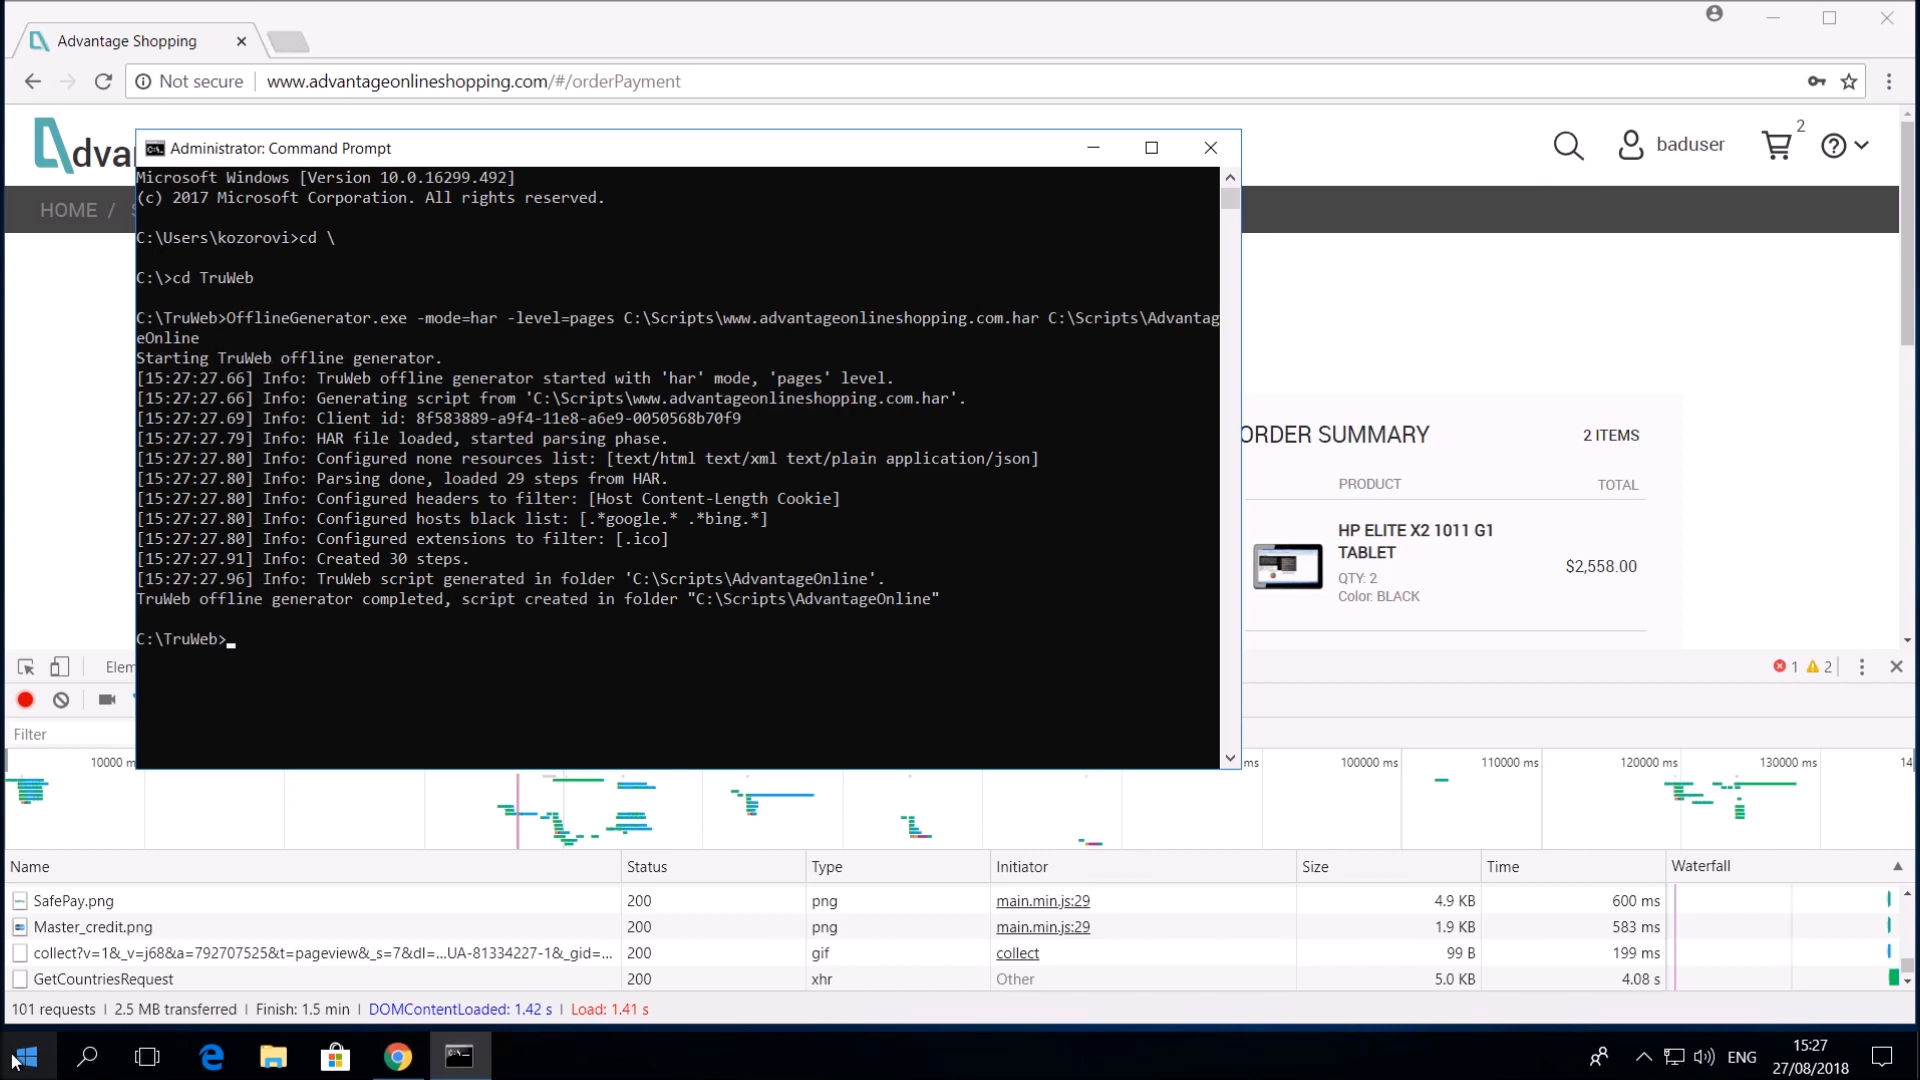 Advantage Shopping
Not secure
www.advantageonlineshopping.com/#/orderPayment
dva
baduser
2
HOME /
Administrator: Command Prompt
Microsoft Windows [Version 10.0.16299.492]
(c) 2017 Microsoft Corporation. All rights reserved.
C:\Users\kozorovi>cd \
C:\>cd TruWeb
C:\TruWeb>OfflineGenerator.exe -mode=har -level=pages C:\Scripts\www.advantageonlineshopping.com.har C:\Scripts\Advantag
eOnline
Starting TruWeb offline generator.
[15:27:27.66] Info: TruWeb offline generator started with 'har' mode, 'pages' level.
[15:27:27.66] Info: Generating script from 'C:\Scripts\www.advantageonlineshopping.com.har'.
[15:27:27.69] Info: Client id: 8f583889-a9f4-11e8-a6e9-0050568b70f9
[15:27:27.79] Info: HAR file loaded, started parsing phase.
[15:27:27.80] Info: Configured none resources list: [text/html text/xml text/plain application/json]
[15:27:27.80] Info: Parsing done, loaded 29 steps from HAR.
[15:27:27.80] Info: Configured headers to filter: [Host Content-Length Cookie]
[15:27:27.80] Info: Configured hosts black list: [.*google.* .*bing.*]
[15:27:27.80] Info: Configured extensions to filter: [.ico]
[15:27:27.91] Info: Created 30 steps.
[15:27:27.96] Info: TruWeb script generated in folder 'C:\Scripts\AdvantageOnline'.
TruWeb offline generator completed, script created in folder "C:\Scripts\AdvantageOnline"
C:\TruWeb>
ORDER SUMMARY
2 ITEMS
PRODUCT
TOTAL
HP ELITE X2 1011 G1
TABLET
QTY: 2
Color: BLACK
$2,558.00
Elem
1
2
Filter
10000 m
ms
100000 ms
110000 ms
120000 ms
130000 ms
14
Name Status Type Initiator Size Time Waterfall
SafePay.png 200 png main.min.js:29 4.9 KB 600 ms
Master_credit.png 200 png main.min.js:29 1.9 KB 583 ms
collect?v=1&_v=j68&a=792707525&t=pageview&_s=7&dl=...UA-81334227-1&_gid=... 200 gif collect 99 B 199 ms
GetCountriesRequest 200 xhr Other 5.0 KB 4.08 s
101 requests | 2.5 MB transferred | Finish: 1.5 min | DOMContentLoaded: 1.42 s | Load: 1.41 s
ENG
15:27
27/08/2018